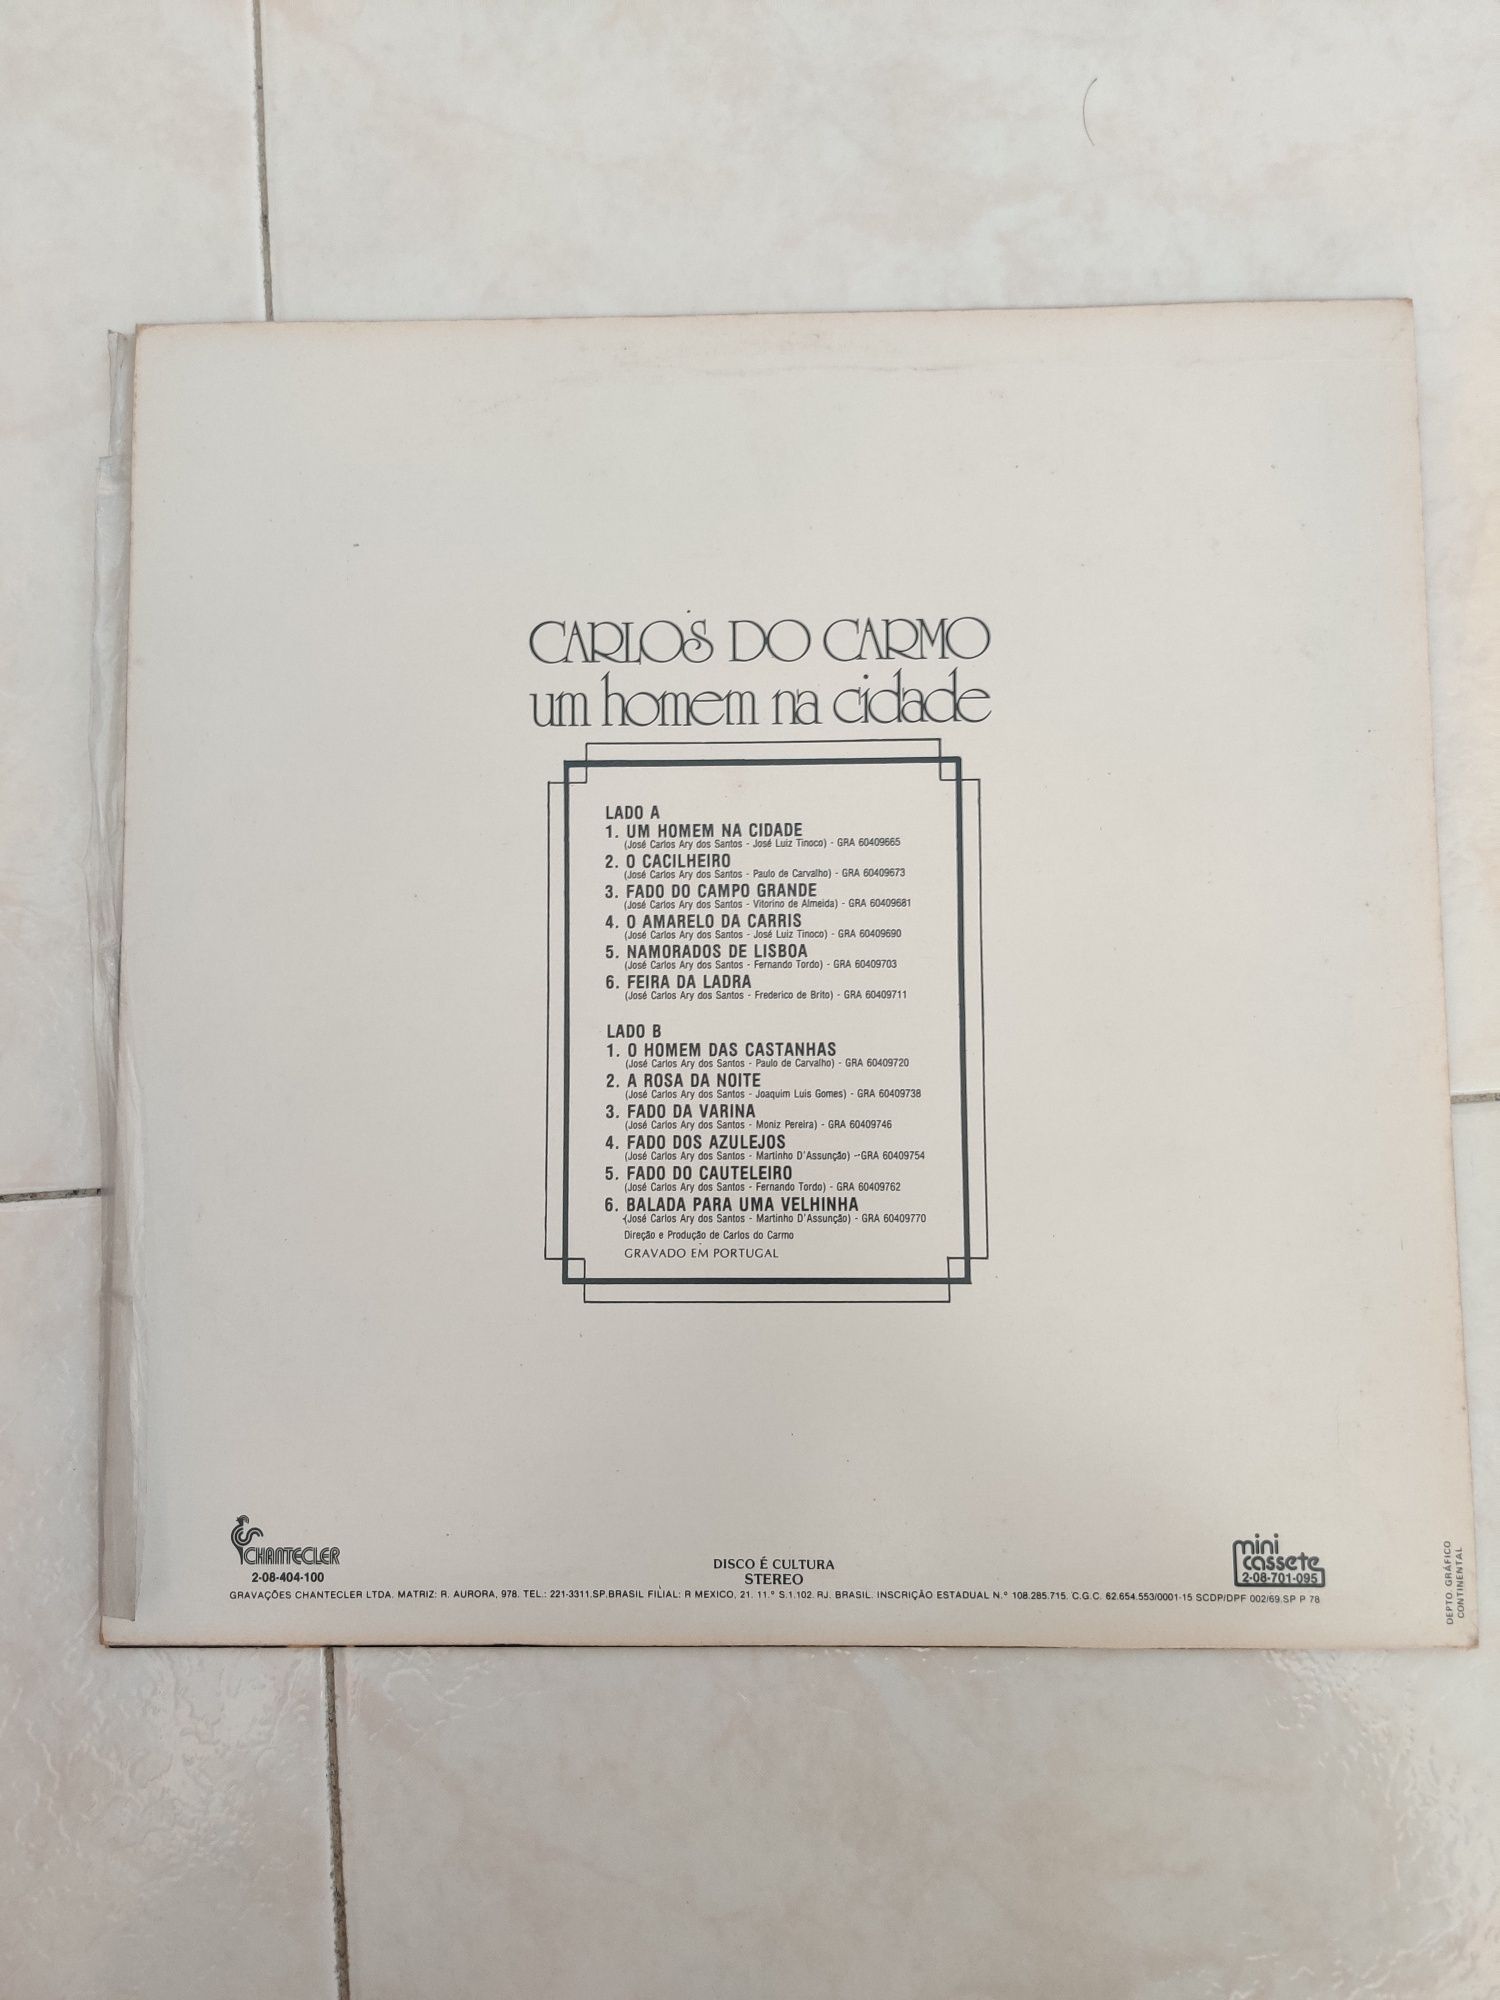 CARLOS DO CARMO
um homem na cidade
LADO A
1. UM HOMEM NA CIDADE
(José Carlos Ary dos Santos - José Luiz Tinoco) - GRA 60409665
2. O CACILHEIRO
(José Carlos Ary dos Santos - Paulo de Carvalho) - GRA 60409673
3. FADO DO CAMPO GRANDE
(José Carlos Ary dos Santos - Vitorino de Almeida) - GRA 60409681
4. O AMARELO DA CARRIS
(José Carlos Ary dos Santos - José Luiz Tinoco) - GRA 60409690
5. NAMORADOS DE LISBOA
(José Carlos Ary dos Santos - Fernando Tordo) - GRA 60409703
6. FEIRA DA LADRA
(José Carlos Ary dos Santos - Frederico de Brito) - GRA 60409711
LADO B
1. O HOMEM DAS CASTANHAS
(José Carlos Ary dos Santos - Paulo de Carvalho) - GRA 60409720
2. A ROSA DA NOITE
(José Carlos Ary dos Santos - Joaquim Luis Gomes) - GRA 60409738
3. FADO DA VARINA
(José Carlos Ary dos Santos - Moniz Pereira) - GRA 60409746
4. FADO DOS AZULEJOS
(José Carlos Ary dos Santos - Martinho D'Assunção) - GRA 60409754
5. FADO DO CAUTELEIRO
(José Carlos Ary dos Santos - Fernando Tordo) - GRA 60409762
6. BALADA PARA UMA VELHINHA
(José Carlos Ary dos Santos - Martinho D'Assunção) - GRA 60409770
Direção e Produção de Carlos do Carmo
GRAVADO EM PORTUGAL
CHANTECLER
2-08-404-100
DISCO É CULTURA
STEREO
mini
cassete
2-08-701-095
GRAVAÇÕES CHANTECLER LTDA. MATRIZ: R. AURORA, 978. TEL.: 221-3311.SP.BRASIL FILIAL: R MEXICO, 21. 11.º S.1.102. RJ. BRASIL. INSCRIÇÃO ESTADUAL N.º 108.285.715. C.G.C. 62.654.553/0001-15 SCDP/DPF 002/69.SP P 78
DEPTO. GRÁFICO
CONTINENTAL